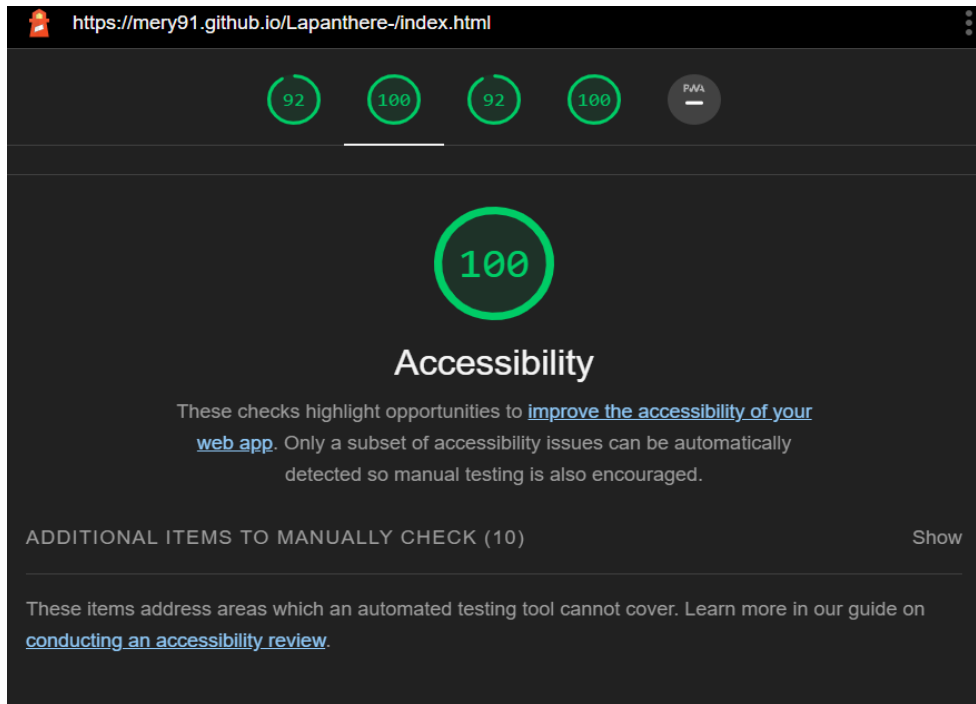 https://mery91.github.io/Lapanthere-/index.html
92
100
92
100
PWA
100
Accessibility
These checks highlight opportunities to improve the accessibility of your
web app. Only a subset of accessibility issues can be automatically
detected so manual testing is also encouraged.
ADDITIONAL ITEMS TO MANUALLY CHECK (10) Show
These items address areas which an automated testing tool cannot cover. Learn more in our guide on
conducting an accessibility review.